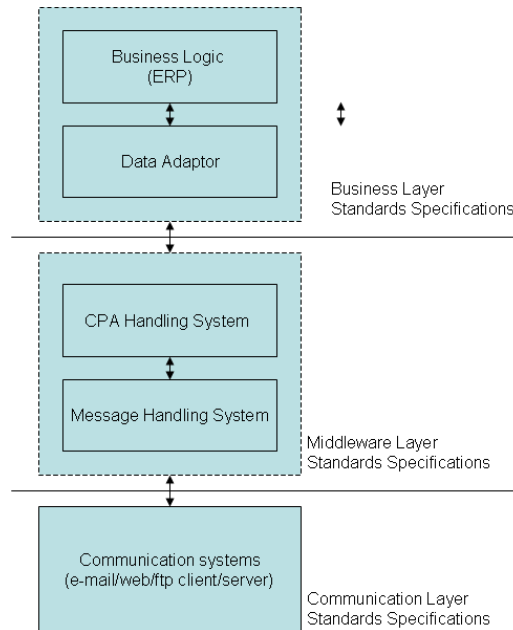 Business Logic
(ERP)
Data Adaptor
Business Layer
Standards Specifications
CPA Handling System
Message Handling System
Middleware Layer
Standards Specifications
Communication systems
(e-mail/web/ftp client/server)
Communication Layer
Standards Specifications